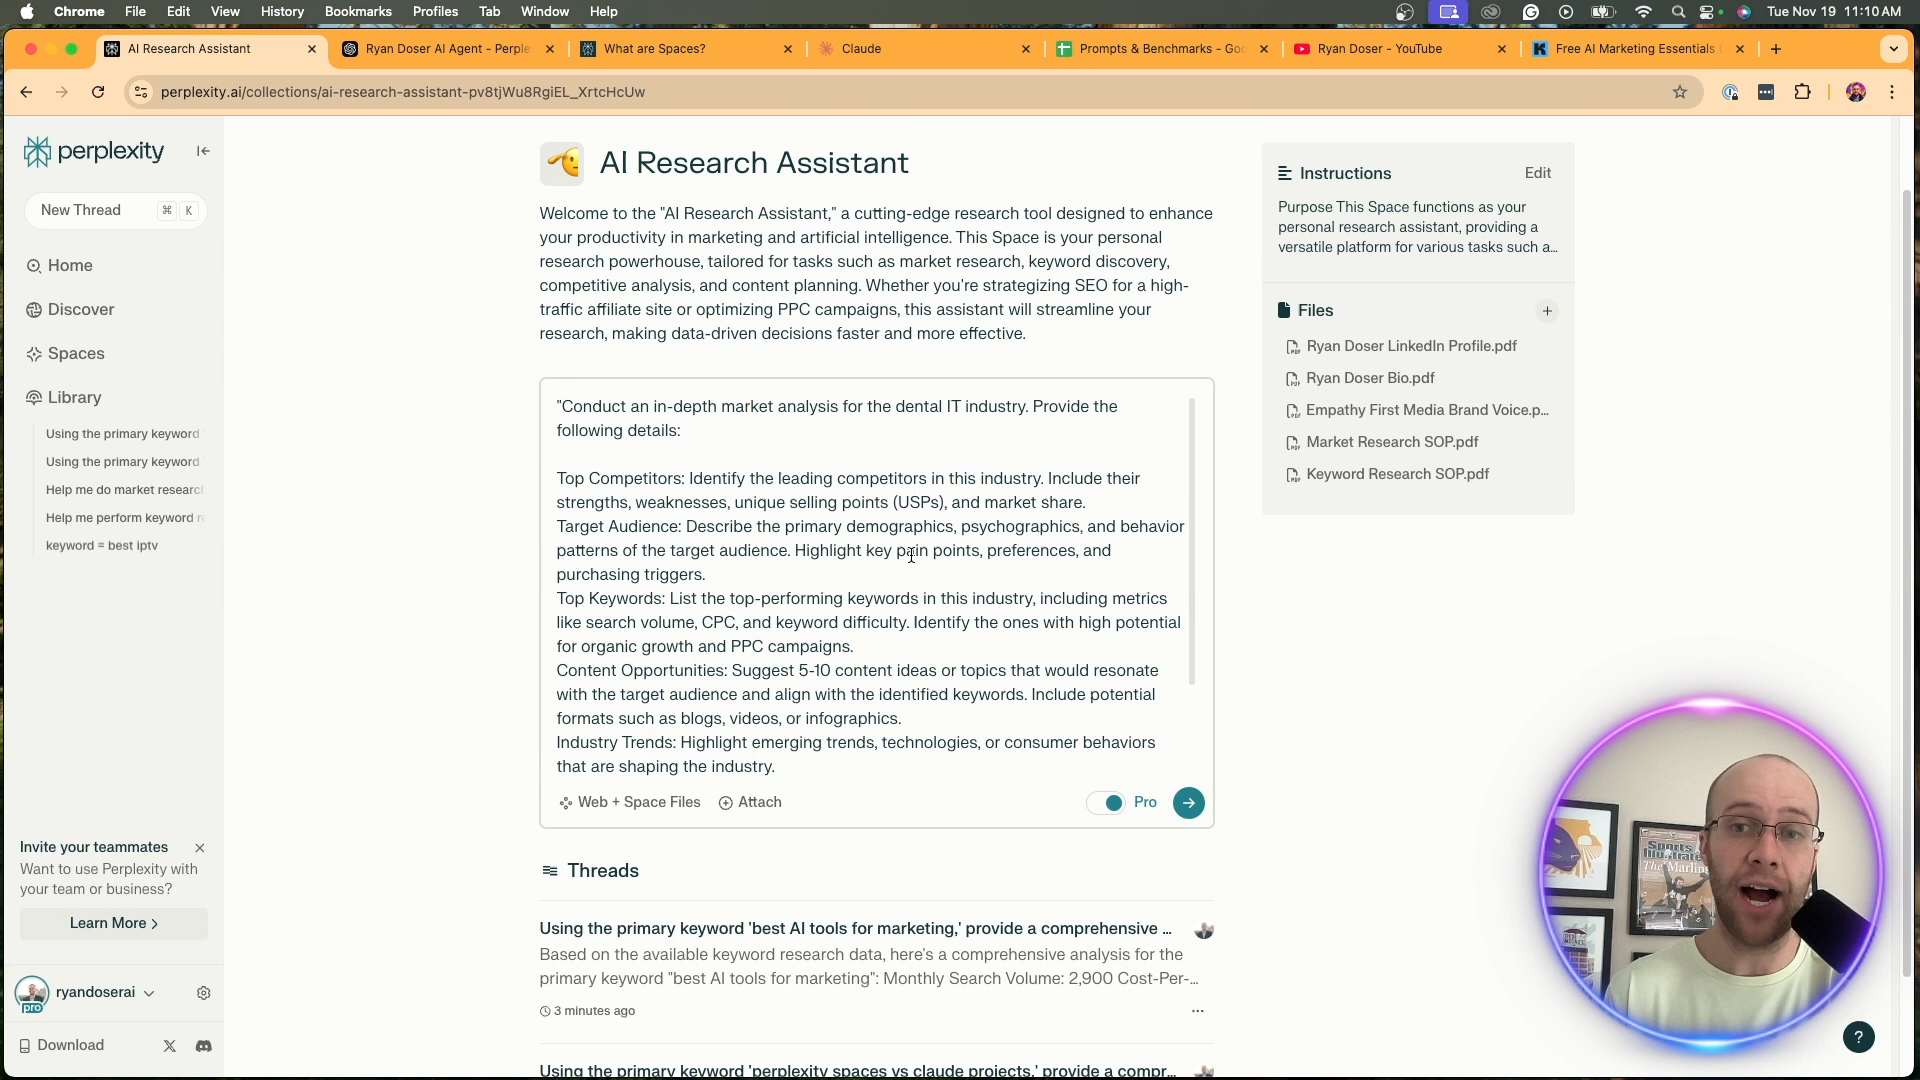 Chrome File Edit View History Bookmarks Profiles Tab Window Help Tue Nov 19 11:10 AM
AI Research Assistant
Ryan Doser AI Agent - Perple
What are Spaces?
Claude
Prompts & Benchmarks - Goo
Ryan Doser - YouTube
Free AI Marketing Essentials
perplexity.ai/collections/ai-research-assistant-pv8tjWu8RgiEL_XrtcHcUw
perplexity
New Thread ⌘ K
Home
Discover
Spaces
Library
Using the primary keyword
Using the primary keyword
Help me do market research
Help me perform keyword re
keyword = best iptv
Invite your teammates
Want to use Perplexity with
your team or business?
Learn More
ryandoserai
pro
Download
AI Research Assistant
Welcome to the "AI Research Assistant," a cutting-edge research tool designed to enhance
your productivity in marketing and artificial intelligence. This Space is your personal
research powerhouse, tailored for tasks such as market research, keyword discovery,
competitive analysis, and content planning. Whether you're strategizing SEO for a high-
traffic affiliate site or optimizing PPC campaigns, this assistant will streamline your
research, making data-driven decisions faster and more effective.
"Conduct an in-depth market analysis for the dental IT industry. Provide the
following details:
Top Competitors: Identify the leading competitors in this industry. Include their
strengths, weaknesses, unique selling points (USPs), and market share.
Target Audience: Describe the primary demographics, psychographics, and behavior
patterns of the target audience. Highlight key pain points, preferences, and
purchasing triggers.
Top Keywords: List the top-performing keywords in this industry, including metrics
like search volume, CPC, and keyword difficulty. Identify the ones with high potential
for organic growth and PPC campaigns.
Content Opportunities: Suggest 5-10 content ideas or topics that would resonate
with the target audience and align with the identified keywords. Include potential
formats such as blogs, videos, or infographics.
Industry Trends: Highlight emerging trends, technologies, or consumer behaviors
that are shaping the industry.
Web + Space Files Attach Pro
Threads
Using the primary keyword 'best AI tools for marketing,' provide a comprehensive ...
Based on the available keyword research data, here's a comprehensive analysis for the
primary keyword "best AI tools for marketing": Monthly Search Volume: 2,900 Cost-Per-...
3 minutes ago
Using the primary keyword 'perplexity spaces vs claude projects,' provide a compr...
Instructions Edit
Purpose This Space functions as your
personal research assistant, providing a
versatile platform for various tasks such a...
Files
Ryan Doser LinkedIn Profile.pdf
Ryan Doser Bio.pdf
Empathy First Media Brand Voice.p...
Market Research SOP.pdf
Keyword Research SOP.pdf
Sports
Illustrated
The Marlins
?